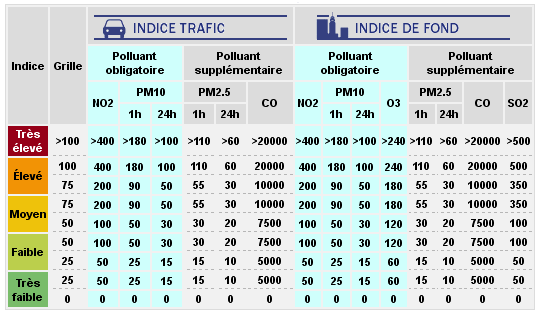 INDICE TRAFIC INDICE DE FOND
Indice Grille Polluant obligatoire Polluant supplémentaire Polluant obligatoire Polluant supplémentaire
NO2 PM10 PM2.5 CO NO2 PM10 O3 PM2.5 CO SO2
1h 24h 1h 24h 1h 24h 1h 24h
Très élevé >100 >400 >180 >100 >110 >60 >20000 >400 >180 >100 >240 >110 >60 >20000 >500
Élevé 100 400 180 100 110 60 20000 400 180 100 240 110 60 20000 500
75 200 90 50 55 30 10000 200 90 50 180 55 30 10000 350
Moyen 75 200 90 50 55 30 10000 200 90 50 180 55 30 10000 350
50 100 50 30 30 20 7500 100 50 30 120 30 20 7500 100
Faible 50 100 50 30 30 20 7500 100 50 30 120 30 20 7500 100
25 50 25 15 15 10 5000 50 25 15 60 15 10 5000 50
Très faible 25 50 25 15 15 10 5000 50 25 15 60 15 10 5000 50
0 0 0 0 0 0 0 0 0 0 0 0 0 0 0